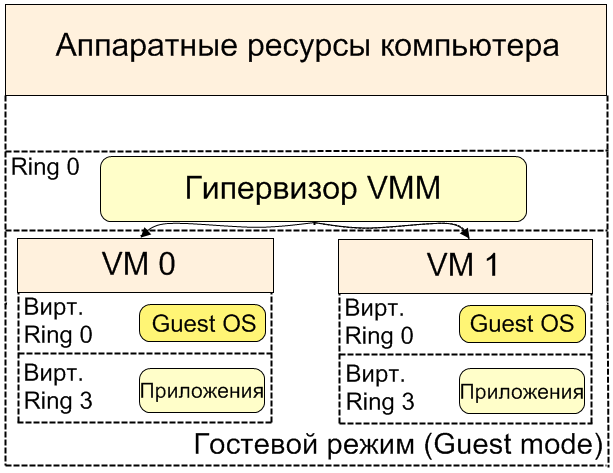 Аппаратные ресурсы компьютера
Ring 0
Гипервизор VMM
VM 0
Вирт.
Ring 0
Guest OS
Вирт.
Ring 3
Приложения
VM 1
Вирт.
Ring 0
Guest OS
Вирт.
Ring 3
Приложения
Гостевой режим (Guest mode)